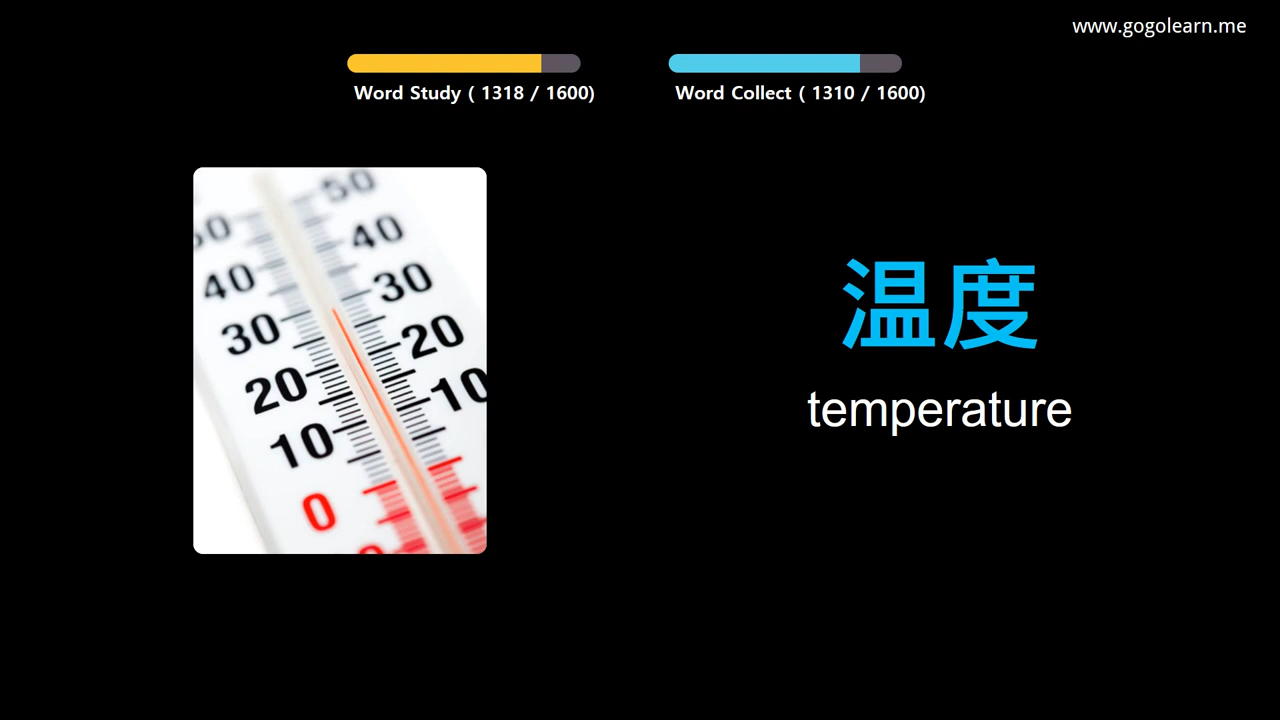 www.gogolearn.me
Word Study ( 1318 / 1600)
Word Collect ( 1310 / 1600)
50
50
40
40
30
30
20
20
10
10
0
温度
temperature